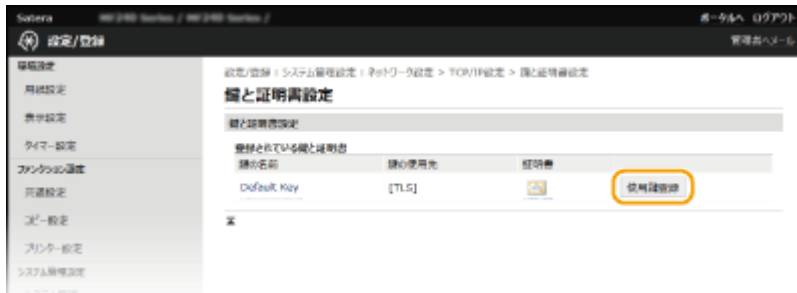 Satera
ポータルへ ログアウト
設定/登録
管理者へメール
環境設定
用紙設定
表示設定
タイマー設定
ファンクション設定
共通設定
コピー設定
プリンター設定
システム管理設定
設定/登録：システム管理設定：ネットワーク設定 > TCP/IP設定 > 鍵と証明書設定
鍵と証明書設定
鍵と証明書設定
登録されている鍵と証明書
鍵の名前 鍵の使用先 証明書
Default Key [TLS] 使用鍵登録